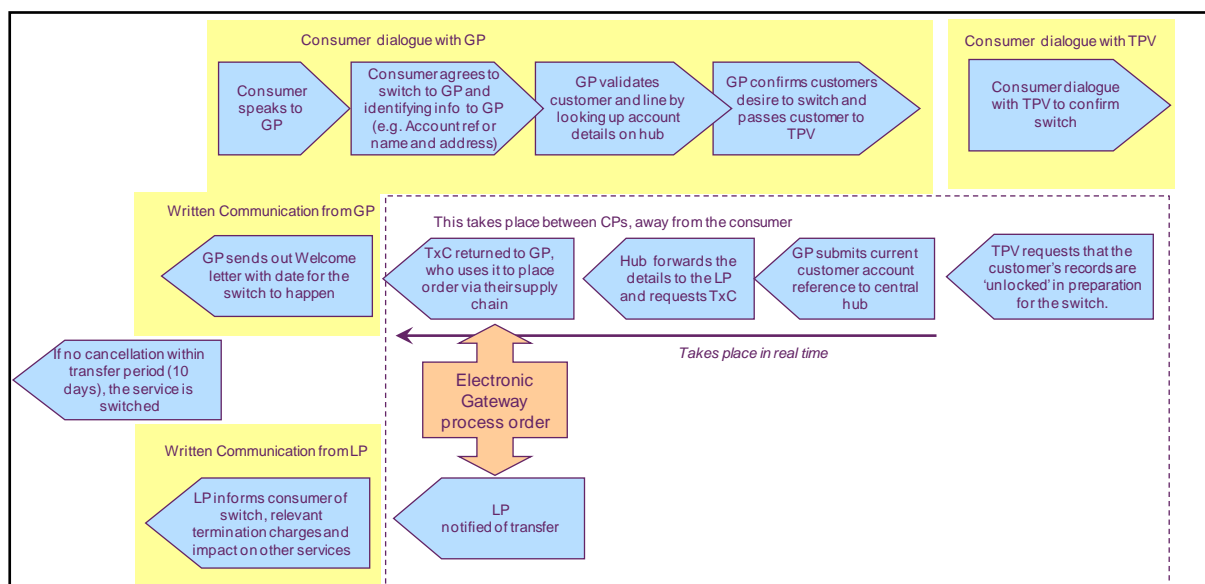 Consumer dialogue with GP
Consumer
speaks to
GP
Consumer agrees to
switch to GP and
identifying info to GP
(e.g. Account ref or
name and address)
GP validates
customer and line by
looking up account
details on hub
GP confirms customers
desire to switch and
passes customer to
TPV
Consumer dialogue with TPV
Consumer dialogue
with TPV to confirm
switch
Written Communication from GP
GP sends out Welcome
letter with date for the
switch to happen
This takes place between CPs, away from the consumer
TxC returned to GP,
who uses it to place
order via their supply
chain
Hub forwards the
details to the LP
and requests TxC
GP submits current
customer account
reference to central
hub
TPV requests that the
customer's records are
‘unlocked’ in preparation
for the switch.
Takes place in real time
If no cancellation within
transfer period (10
days), the service is
switched
Electronic
Gateway
process order
Written Communication from LP
LP informs consumer of
switch, relevant
termination charges and
impact on other services
LP
notified of transfer